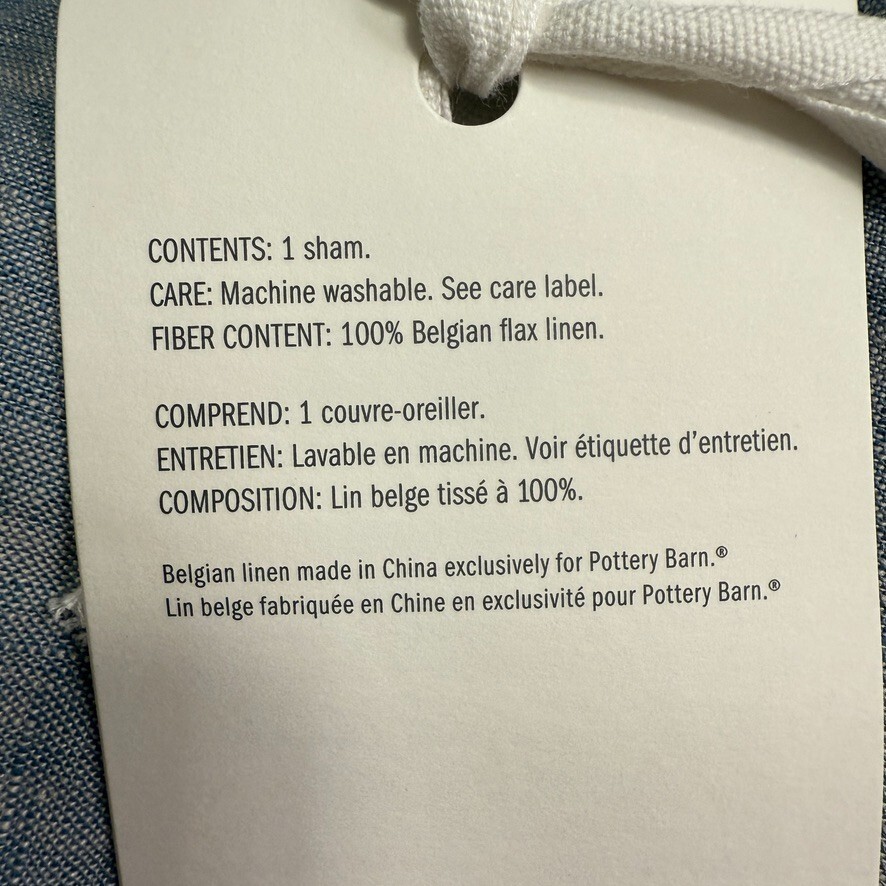 CONTENTS: 1 sham.
CARE: Machine washable. See care label.
FIBER CONTENT: 100% Belgian flax linen.
COMPREND: 1 couvre-oreiller.
ENTRETIEN: Lavable en machine. Voir étiquette d'entretien.
COMPOSITION: Lin belge tissé à 100%.
Belgian linen made in China exclusively for Pottery Barn.®
Lin belge fabriquée en Chine en exclusivité pour Pottery Barn.®